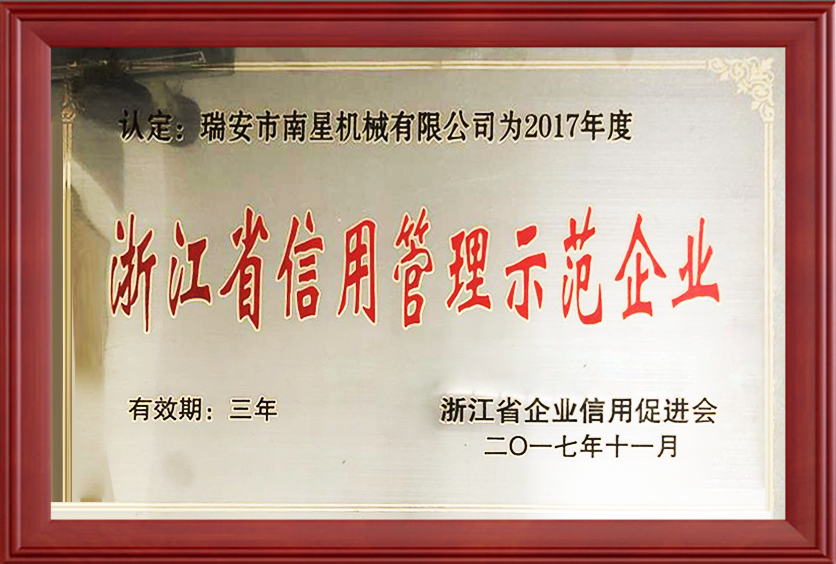 认定：瑞安市南星机械有限公司为2017年度
浙江省信用管理示范企业
有效期：三年
浙江省企业信用促进会
二〇一七年十一月